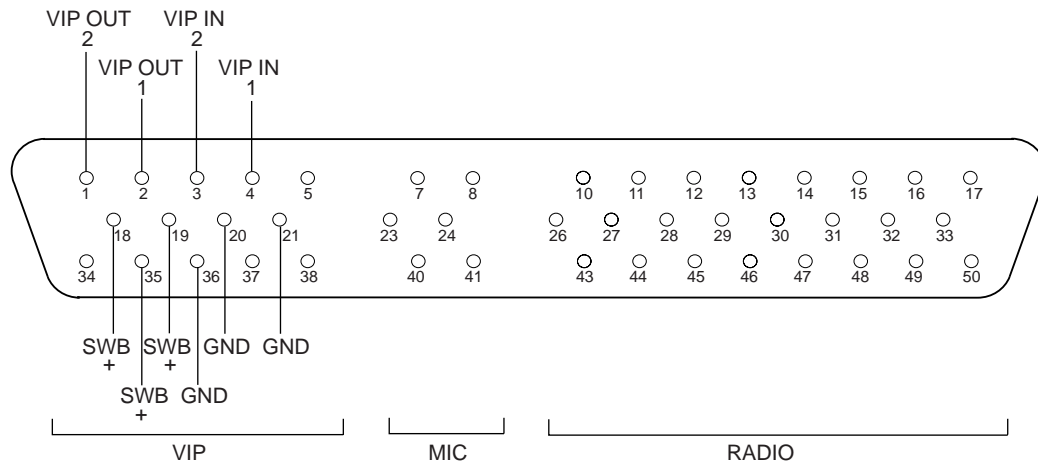 VIP OUT 2
VIP IN 2
VIP OUT 1
VIP IN 1
1 2 3 4 5 7 8 10 11 12 13 14 15 16 17
18 19 20 21 23 24 26 27 28 29 30 31 32 33
34 35 36 37 38 40 41 43 44 45 46 47 48 49 50
SWB + SWB + GND GND
SWB + GND
VIP MIC RADIO